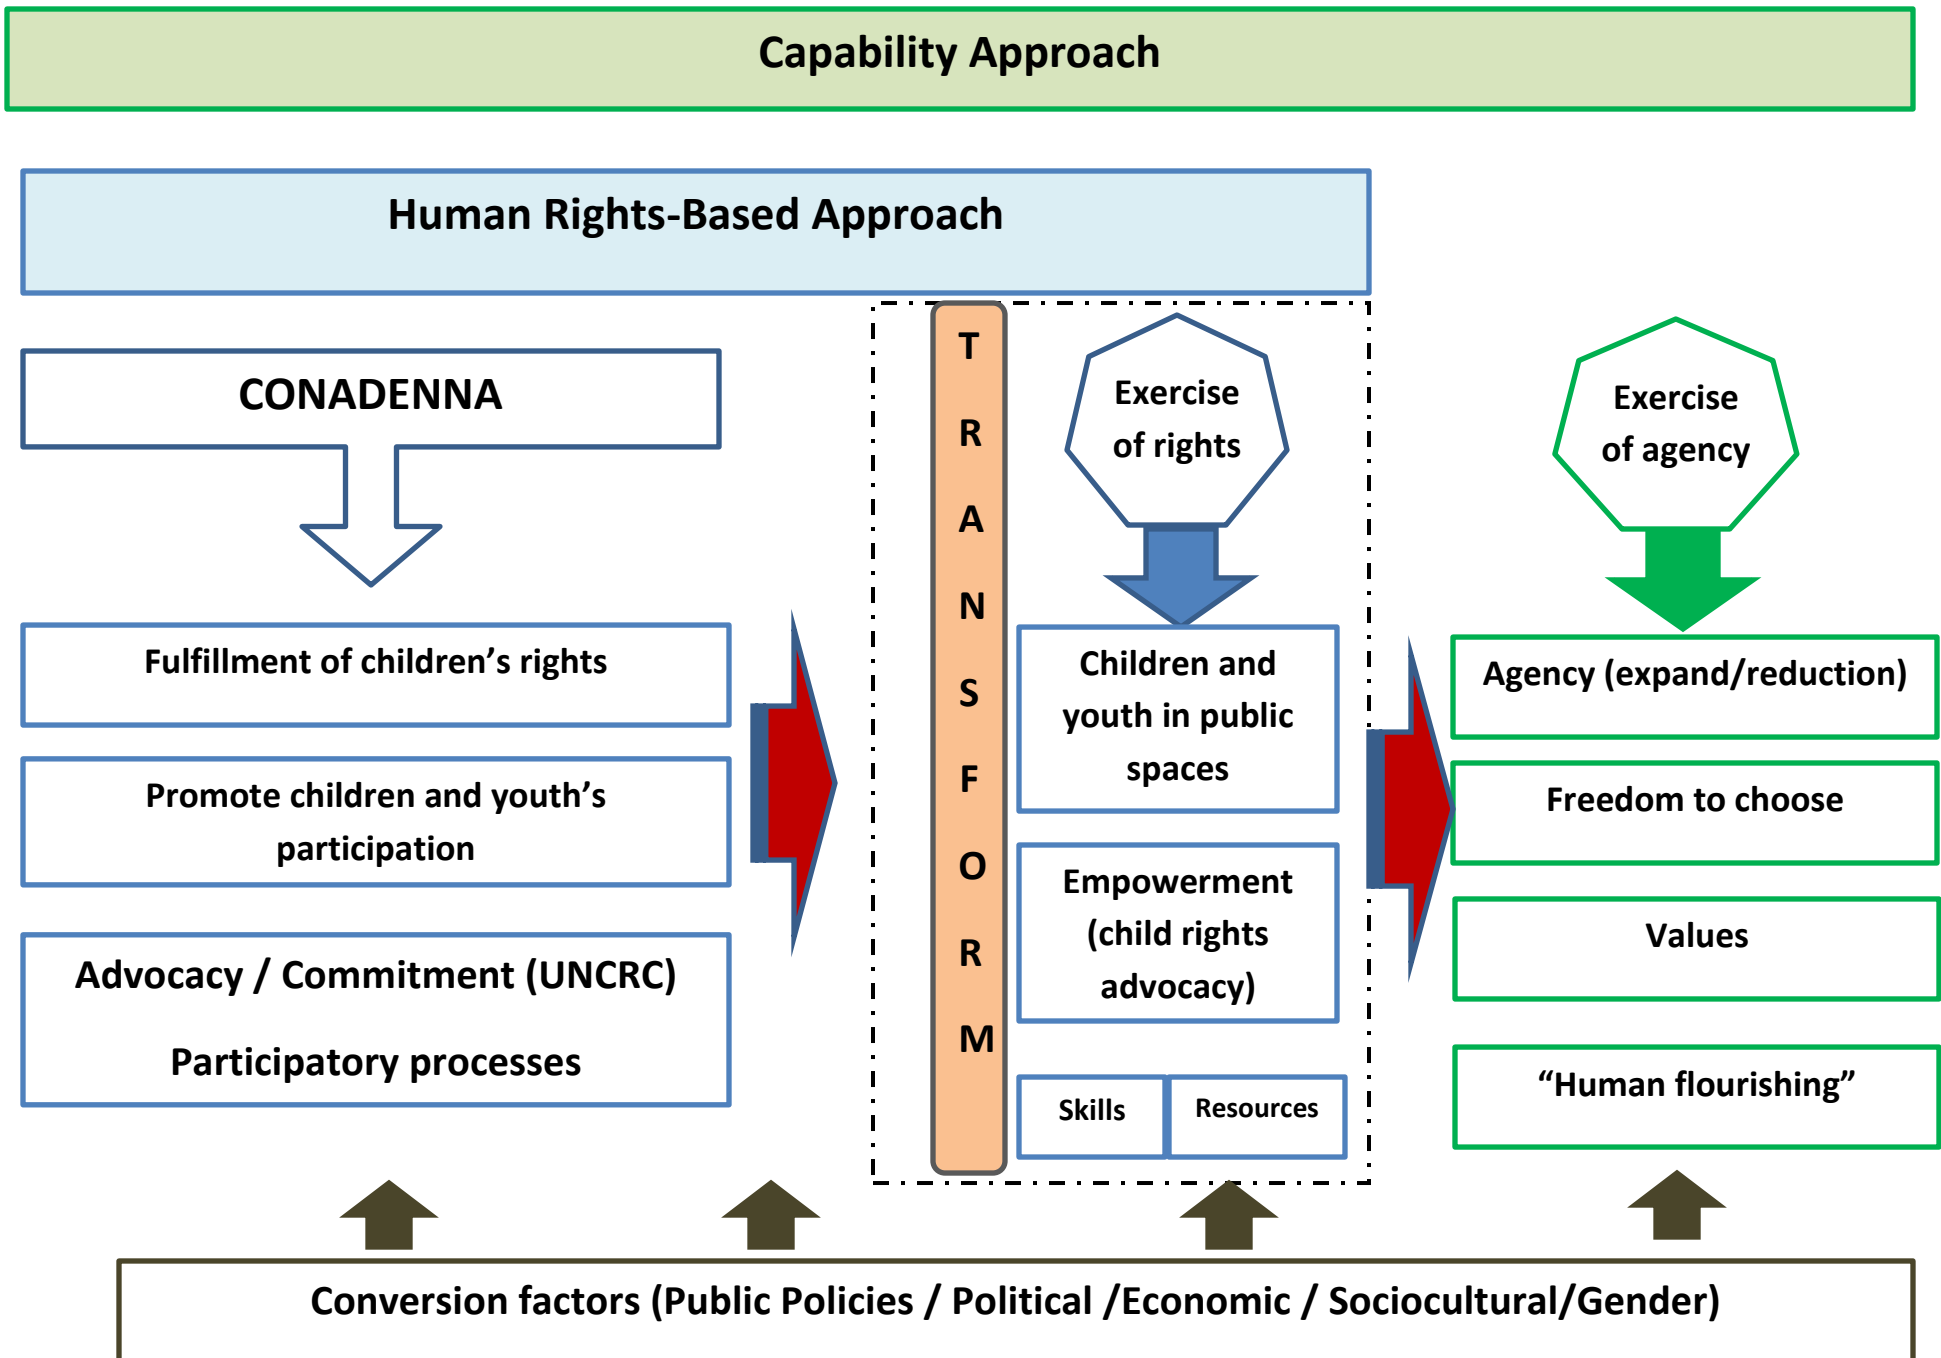 Capability Approach
Human Rights-Based Approach
CONADENNA
Fulfillment of children’s rights
Promote children and youth’s
participation
Advocacy / Commitment (UNCRC)
Participatory processes
T
R
A
N
S
F
O
R
M
Exercise
of rights
Children and
youth in public
spaces
Empowerment
(child rights
advocacy)
Skills
Resources
Exercise
of agency
Agency (expand/reduction)
Freedom to choose
Values
“Human flourishing”
Conversion factors (Public Policies / Political /Economic / Sociocultural/Gender)